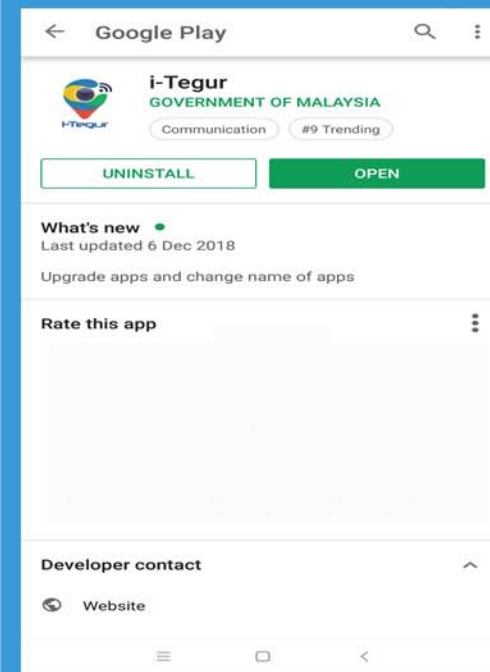 Google Play
i-Tegur
GOVERNMENT OF MALAYSIA
Communication #9 Trending
i-Tegur
UNINSTALL OPEN
What's new
Last updated 6 Dec 2018
Upgrade apps and change name of apps
Rate this app
Developer contact
Website